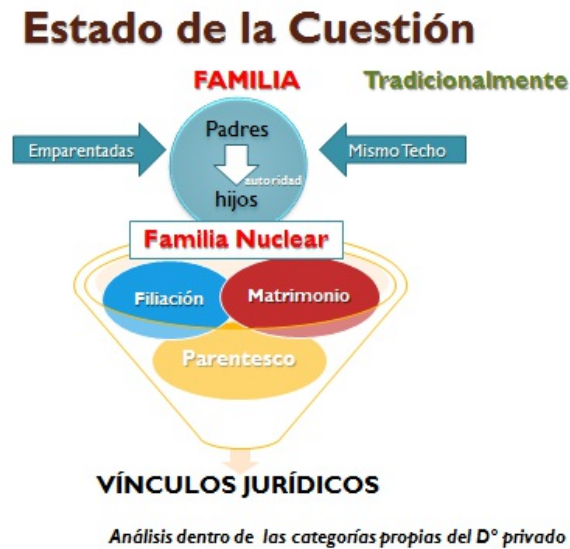 Estado de la Cuestión
FAMILIA
Tradicionalmente
Padres
Emparentadas
Mismo Techo
autoridad
hijos
Familia Nuclear
Filiación
Matrimonio
Parentesco
VÍNCULOS JURÍDICOS
Análisis dentro de las categorías propias del D° privado